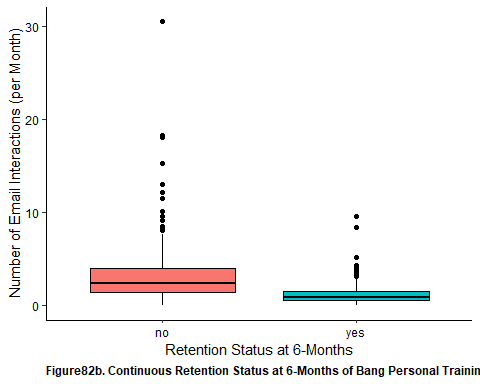 Number of Email Interactions (per Month)
30
20
10
0
no yes
Retention Status at 6-Months
Figure82b. Continuous Retention Status at 6-Months of Bang Personal Trainin